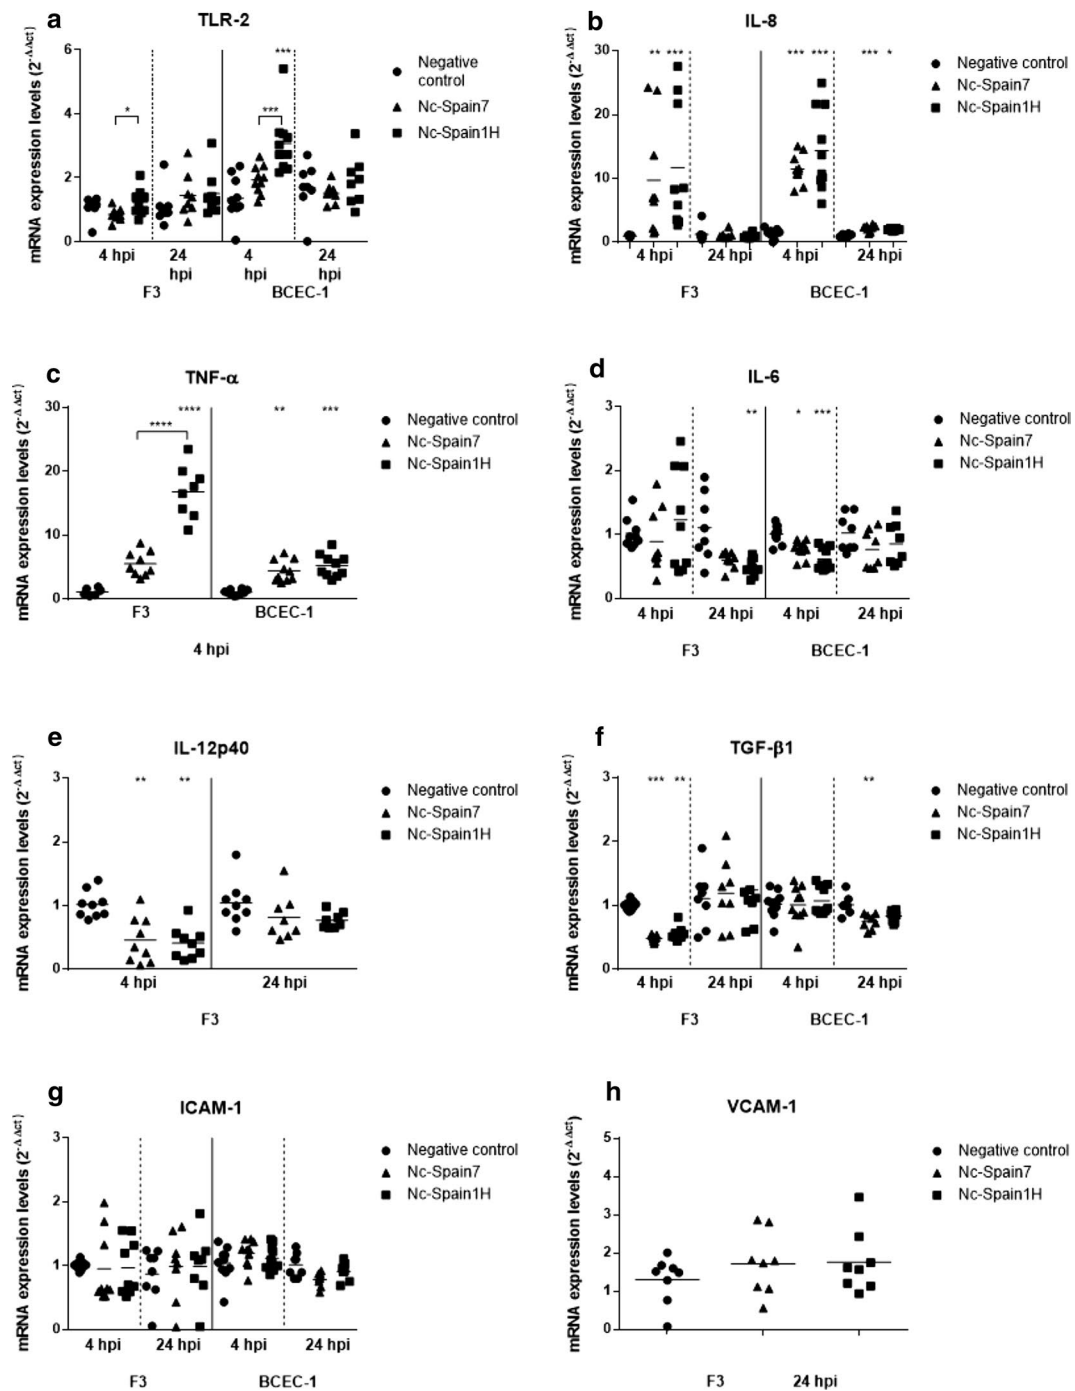 a
TLR-2
mRNA expression levels (2^-ΔΔct)
6
4
2
0
*
***
***
4 hpi
24 hpi
4 hpi
24 hpi
F3
BCEC-1
Negative control
Nc-Spain7
Nc-Spain1H
b
IL-8
mRNA expression levels (2^-ΔΔct)
30
20
10
0
** *** *** *** *** *
4 hpi
24 hpi
4 hpi
24 hpi
F3
BCEC-1
Negative control
Nc-Spain7
Nc-Spain1H
c
TNF-α
mRNA expression levels (2^-ΔΔct)
30
20
10
0
**** ** ***
****
F3
BCEC-1
4 hpi
Negative control
Nc-Spain7
Nc-Spain1H
d
IL-6
mRNA expression levels (2^-ΔΔct)
3
2
1
0
** * ***
4 hpi
24 hpi
4 hpi
24 hpi
F3
BCEC-1
Negative control
Nc-Spain7
Nc-Spain1H
e
IL-12p40
mRNA expression levels (2^-ΔΔct)
3
2
1
0
** **
4 hpi
24 hpi
F3
Negative control
Nc-Spain7
Nc-Spain1H
f
TGF-β1
mRNA expression levels (2^-ΔΔct)
3
2
1
0
*** ** **
4 hpi
24 hpi
4 hpi
24 hpi
F3
BCEC-1
Negative control
Nc-Spain7
Nc-Spain1H
g
ICAM-1
mRNA expression levels (2^-ΔΔct)
3
2
1
0
4 hpi
24 hpi
4 hpi
24 hpi
F3
BCEC-1
Negative control
Nc-Spain7
Nc-Spain1H
h
VCAM-1
mRNA expression levels (2^-ΔΔct)
5
4
3
2
1
0
F3
24 hpi
Negative control
Nc-Spain7
Nc-Spain1H